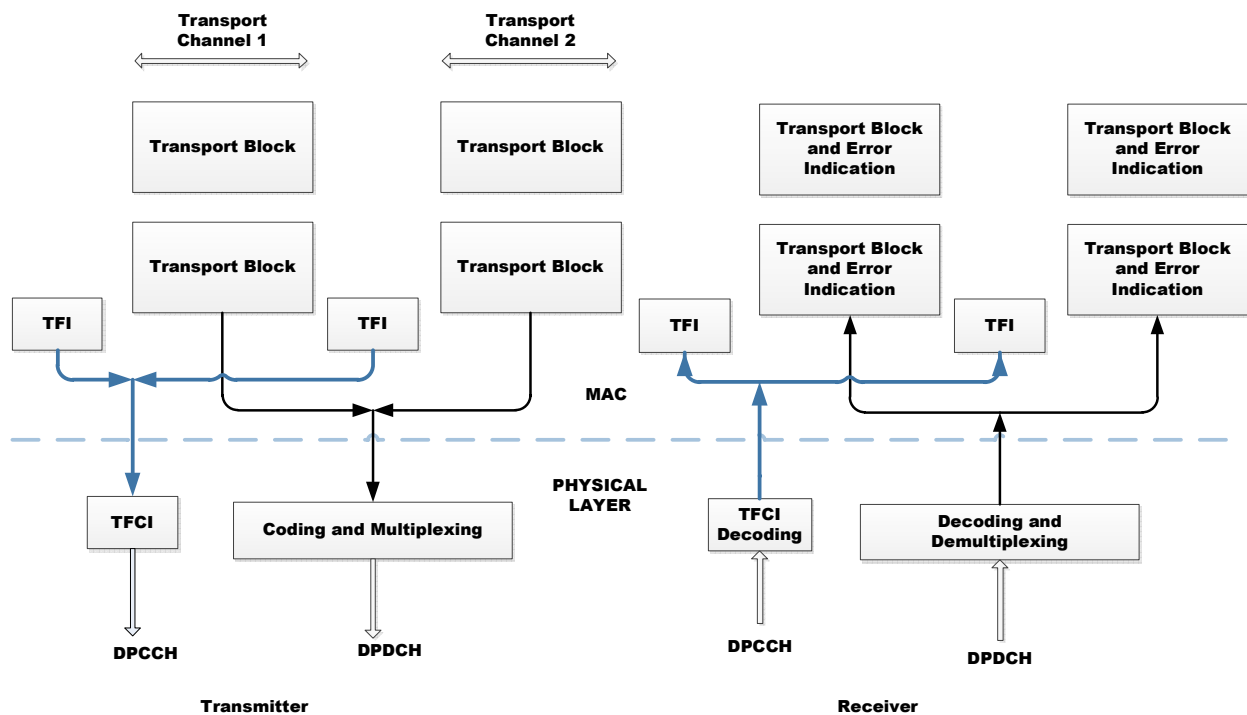 Transport
Channel 1
Transport
Channel 2
Transport Block
Transport Block
Transport Block
and Error
Indication
Transport Block
and Error
Indication
Transport Block
Transport Block
Transport Block
and Error
Indication
Transport Block
and Error
Indication
TFI
TFI
TFI
TFI
MAC
PHYSICAL
LAYER
TFCI
Coding and Multiplexing
TFCI
Decoding
Decoding and
Demultiplexing
DPCCH
DPDCH
DPCCH
DPDCH
Transmitter
Receiver